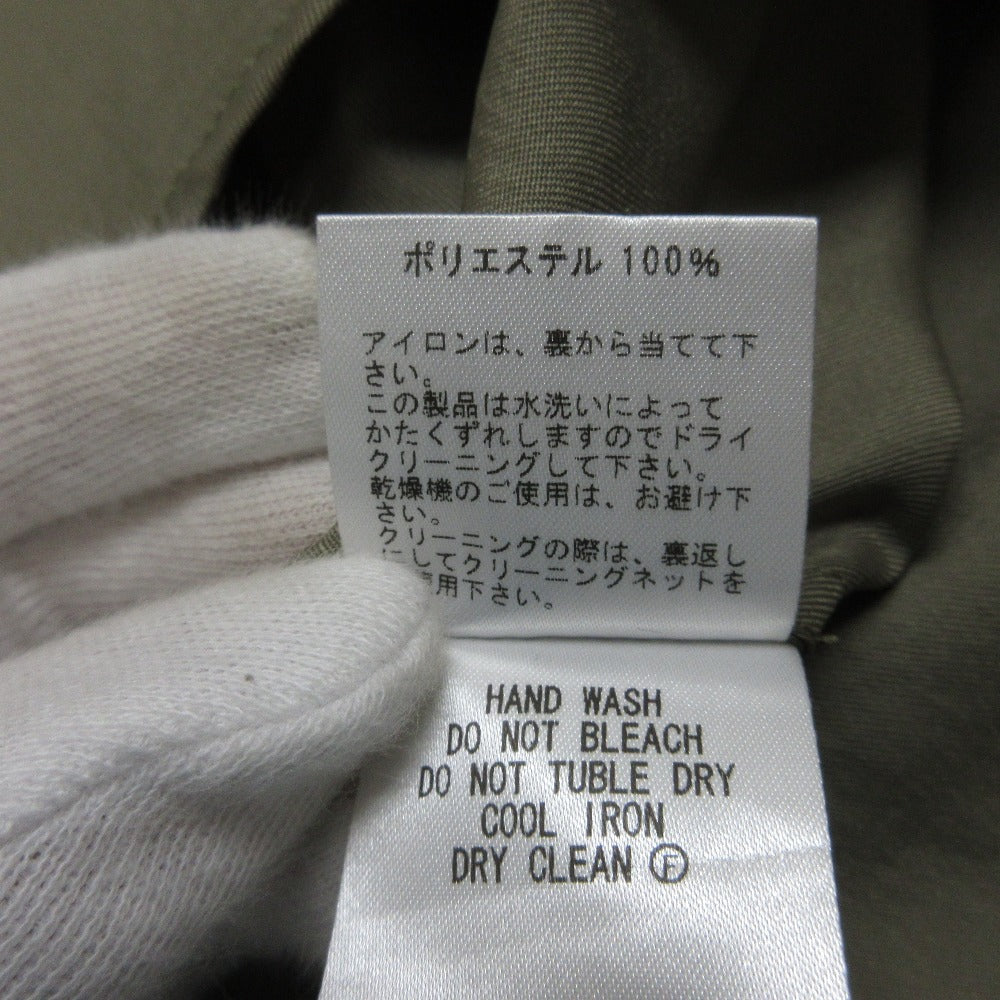 ポリエステル 100%
アイロンは、裏から当てて下
さい。
この製品は水洗いによって
かたくずれしますのでドライ
クリーニングして下さい。
乾燥機のご使用は、お避け下
さい。
クリーニングの際は、裏返し
にしてクリーニングネットを
用下さい。
HAND WASH
DO NOT BLEACH
DO NOT TUBLE DRY
COOL IRON
DRY CLEAN Ⓕ